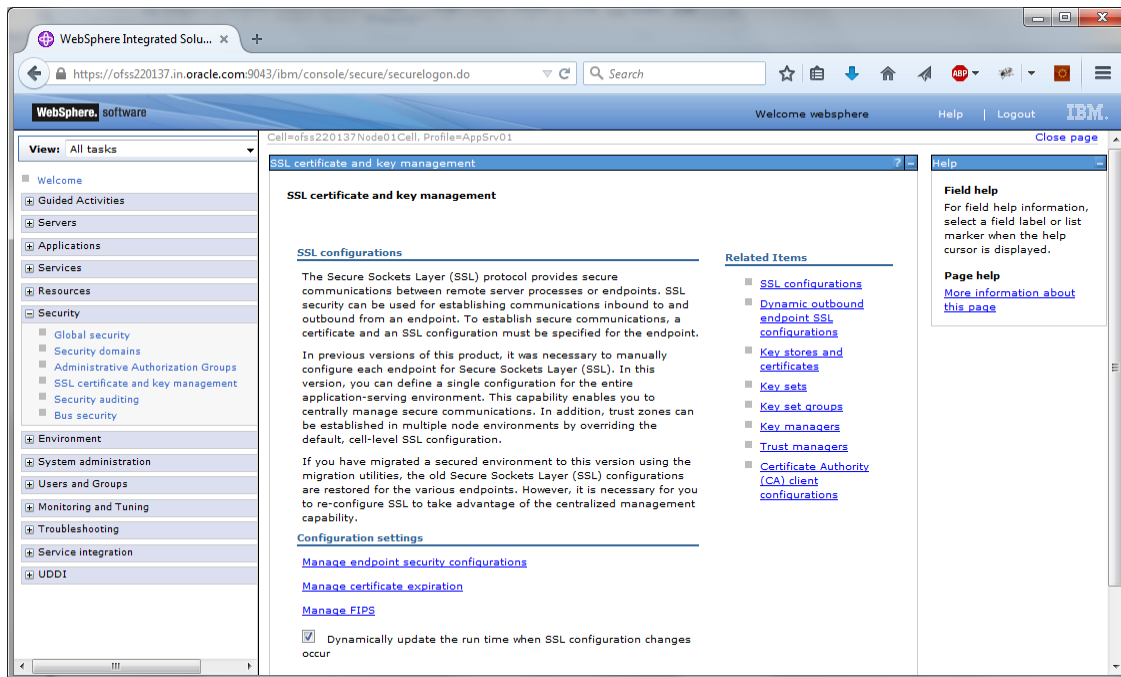 WebSphere Integrated Solu...
https://ofss220137.in.oracle.com:9043/ibm/console/secure/securelogon.do
Search
ABP
WebSphere. software
Welcome websphere
Help | Logout
IBM.
View: All tasks
Welcome
Guided Activities
Servers
Applications
Services
Resources
Security
Global security
Security domains
Administrative Authorization Groups
SSL certificate and key management
Security auditing
Bus security
Environment
System administration
Users and Groups
Monitoring and Tuning
Troubleshooting
Service integration
UDDI
Cell=ofss220137Node01Cell, Profile=AppSrv01
Close page
SSL certificate and key management
? -
SSL certificate and key management
SSL configurations
The Secure Sockets Layer (SSL) protocol provides secure
communications between remote server processes or endpoints. SSL
security can be used for establishing communications inbound to and
outbound from an endpoint. To establish secure communications, a
certificate and an SSL configuration must be specified for the endpoint.
In previous versions of this product, it was necessary to manually
configure each endpoint for Secure Sockets Layer (SSL). In this
version, you can define a single configuration for the entire
application-serving environment. This capability enables you to
centrally manage secure communications. In addition, trust zones can
be established in multiple node environments by overriding the
default, cell-level SSL configuration.
If you have migrated a secured environment to this version using the
migration utilities, the old Secure Sockets Layer (SSL) configurations
are restored for the various endpoints. However, it is necessary for you
to re-configure SSL to take advantage of the centralized management
capability.
Configuration settings
Manage endpoint security configurations
Manage certificate expiration
Manage FIPS
Dynamically update the run time when SSL configuration changes
occur
Related Items
SSL configurations
Dynamic outbound
endpoint SSL
configurations
Key stores and
certificates
Key sets
Key set groups
Key managers
Trust managers
Certificate Authority
(CA) client
configurations
Help
Field help
For field help information,
select a field label or list
marker when the help
cursor is displayed.
Page help
More information about
this page